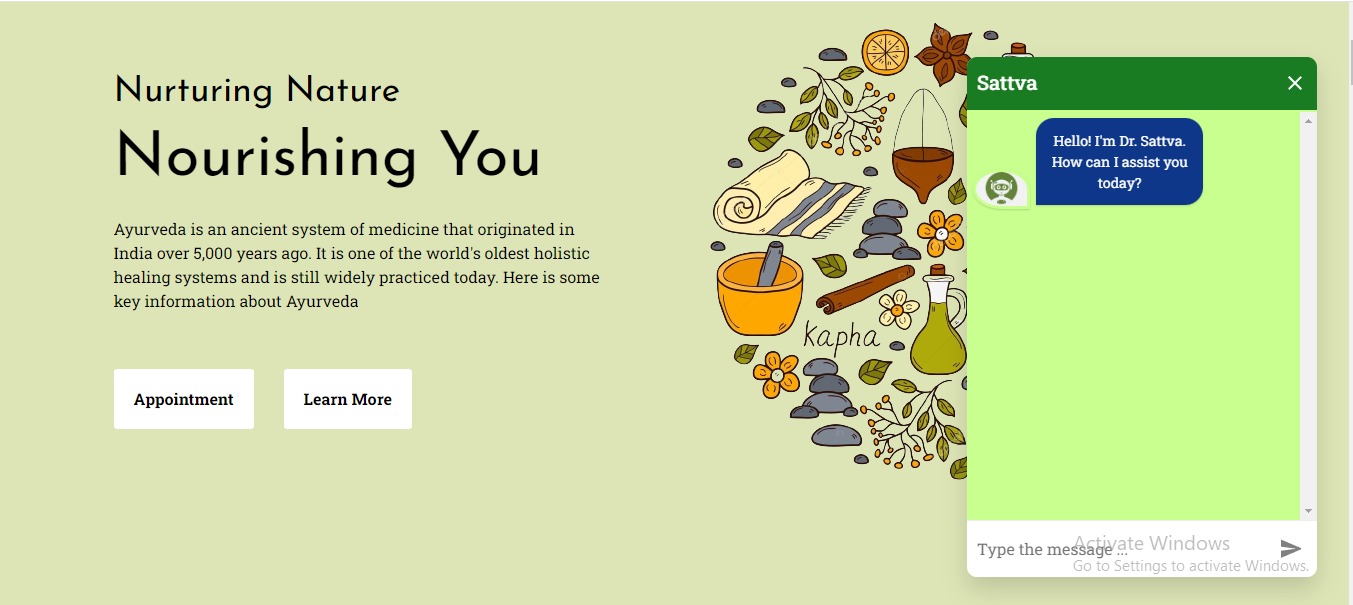 Nurturing Nature
Nourishing You
Ayurveda is an ancient system of medicine that originated in
India over 5,000 years ago. It is one of the world's oldest holistic
healing systems and is still widely practiced today. Here is some
key information about Ayurveda
Appointment
Learn More
kapha
Sattva
Hello! I'm Dr. Sattva.
How can I assist you
today?
Type the message ...
Activate Windows
Go to Settings to activate Windows.